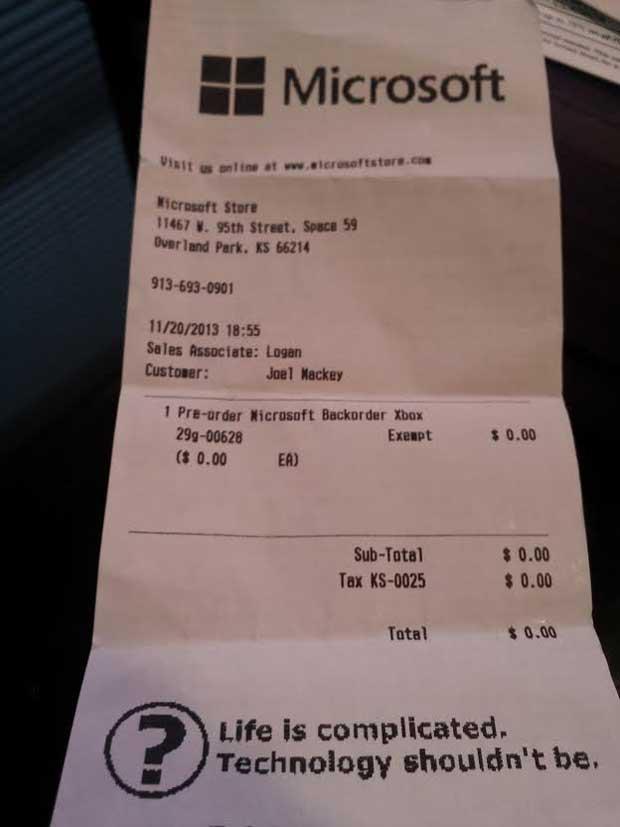 Microsoft
Visit us online at www.microsoftstore.com
Microsoft Store
11467 W. 95th Street, Space 59
Overland Park, KS 66214
913-693-0901
11/20/2013 18:55
Sales Associate: Logan
Customer: Joel Mackey
1 Pre-order Microsoft Backorder Xbox
29g-00628 Exempt $ 0.00
($ 0.00 EA)
Sub-Total $ 0.00
Tax KS-0025 $ 0.00
Total $ 0.00
? Life is complicated.
Technology shouldn't be.